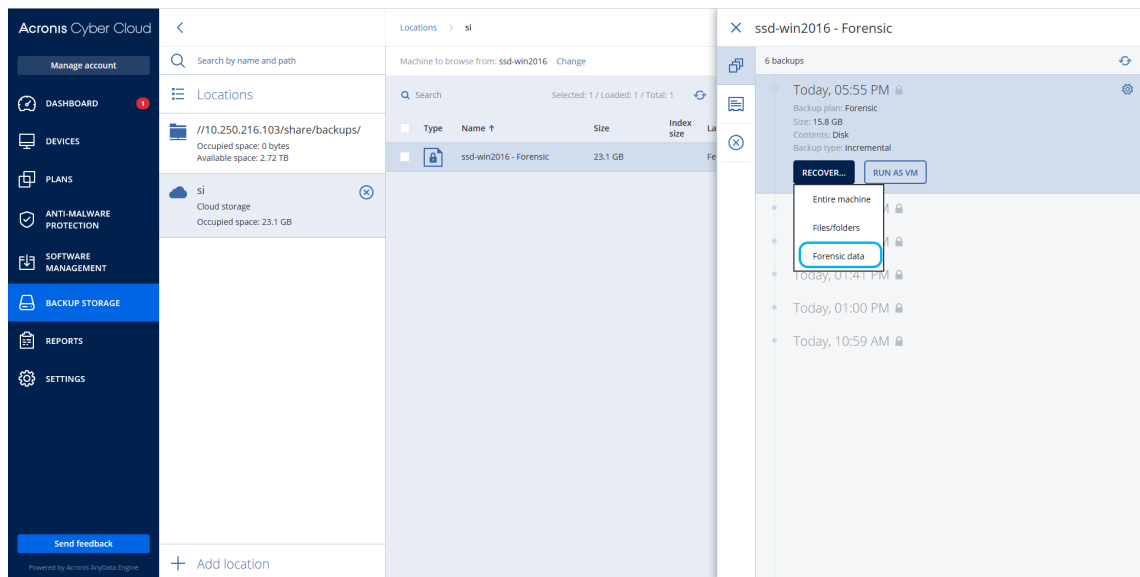 Acronis Cyber Cloud
Manage account
DASHBOARD
1
DEVICES
PLANS
ANTI-MALWARE
PROTECTION
SOFTWARE
MANAGEMENT
BACKUP STORAGE
REPORTS
SETTINGS
Send feedback
Powered by Acronis AnyData Engine
Search by name and path
Locations
//10.250.216.103/share/backups/
Occupied space: 0 bytes
Available space: 2.72 TB
si
Cloud storage
Occupied space: 23.1 GB
Add location
Locations > si
Machine to browse from: ssd-win2016 Change
Search Selected: 1 / Loaded: 1 / Total: 1
Type Name ↑ Size Index size La
ssd-win2016 - Forensic 23.1 GB Fe
ssd-win2016 - Forensic
6 backups
Today, 05:55 PM
Backup plan: Forensic
Size: 15.8 GB
Contents: Disk
Backup type: Incremental
RECOVER... RUN AS VM
Entire machine
Files/folders
Forensic data
Today, 01:41 PM
Today, 01:00 PM
Today, 10:59 AM